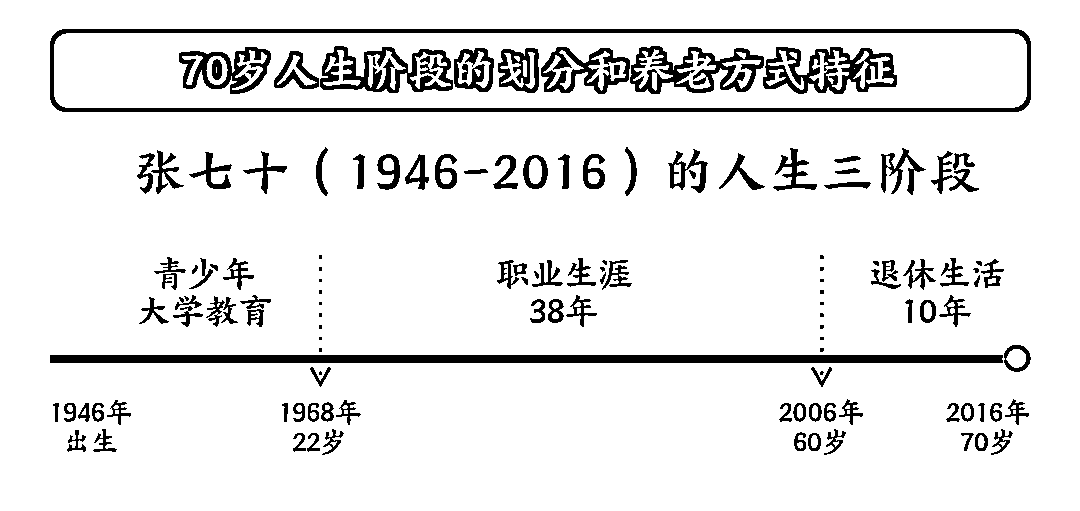 70岁人生阶段的划分和养老方式特征
张七十（1946-2016）的人生三阶段
青少年
大学教育
职业生涯
38年
退休生活
10年
1946年
出生
1968年
22岁
2006年
60岁
2016年
70岁